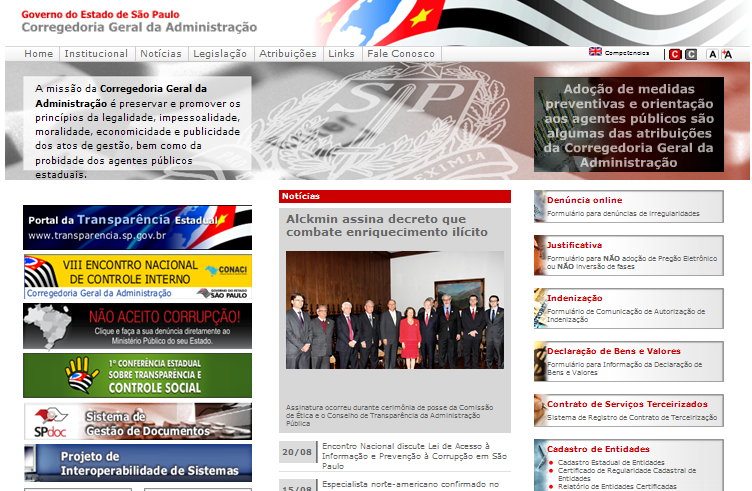 Governo do Estado de São Paulo
Corregedoria Geral da Administração
Home | Institucional | Notícias | Legislação | Atribuições | Links | Fale Conosco
Competencies | C C A +A
A missão da Corregedoria Geral da
Administração é preservar e promover os
princípios da legalidade, impessoalidade,
moralidade, economicidade e publicidade
dos atos de gestão, bem como da
probidade dos agentes públicos
estaduais.
SP
EXIMIA
Adoção de medidas
preventivas e orientação
aos agentes públicos são
algumas das atribuições
da Corregedoria Geral da
Administração
Portal da Transparência Estadual
www.transparencia.sp.gov.br
VIII ENCONTRO NACIONAL
DE CONTROLE INTERNO
CONACI
Corregedoria Geral da Administração
GOVERNO DO ESTADO
SÃO PAULO
NÃO ACEITO CORRUPÇÃO!
Clique e faça a sua denúncia diretamente ao
Ministério Público do seu Estado.
1ª CONFERÊNCIA ESTADUAL
SOBRE TRANSPARÊNCIA E
CONTROLE SOCIAL
SPdoc
Sistema de
Gestão de Documentos
Projeto de
Interoperabilidade de Sistemas
Notícias
Alckmin assina decreto que
combate enriquecimento ilícito
Assinatura ocorreu durante cerimônia de posse da Comissão
de Ética e o Conselho de Transparência da Administração
Pública
20/08 Encontro Nacional discute Lei de Acesso à
Informação e Prevenção à Corrupção em São
Paulo
15/08 Especialista norte-americano confirmado no
Denúncia online
Formulário para denúncias de irregularidades
Justificativa
Formulário para NÃO adoção de Pregão Eletrônico
ou NÃO inversão de fases
Indenização
Formulário de Comunicação de Autorização de
Indenização
Declaração de Bens e Valores
Formulário para Informação da Declaração de
Bens e Valores
Contrato de Serviços Terceirizados
Sistema de Registro de Contrato de Terceirização
Cadastro de Entidades
Cadastro Estadual de Entidades
Certificado de Regularidade Cadastral de
Entidades
Relatório de Entidades Certificadas